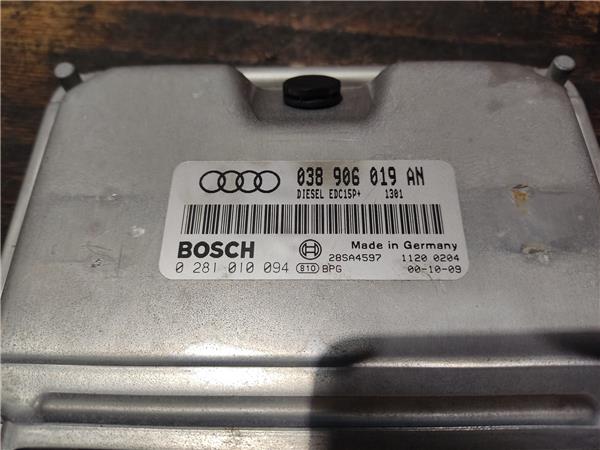 038 906 019 AN
DIESEL EDC15P+ 1301
BOSCH
Made in Germany
28SA4597 1120 0204
0 281 010 094 810 BPG 00-10-09